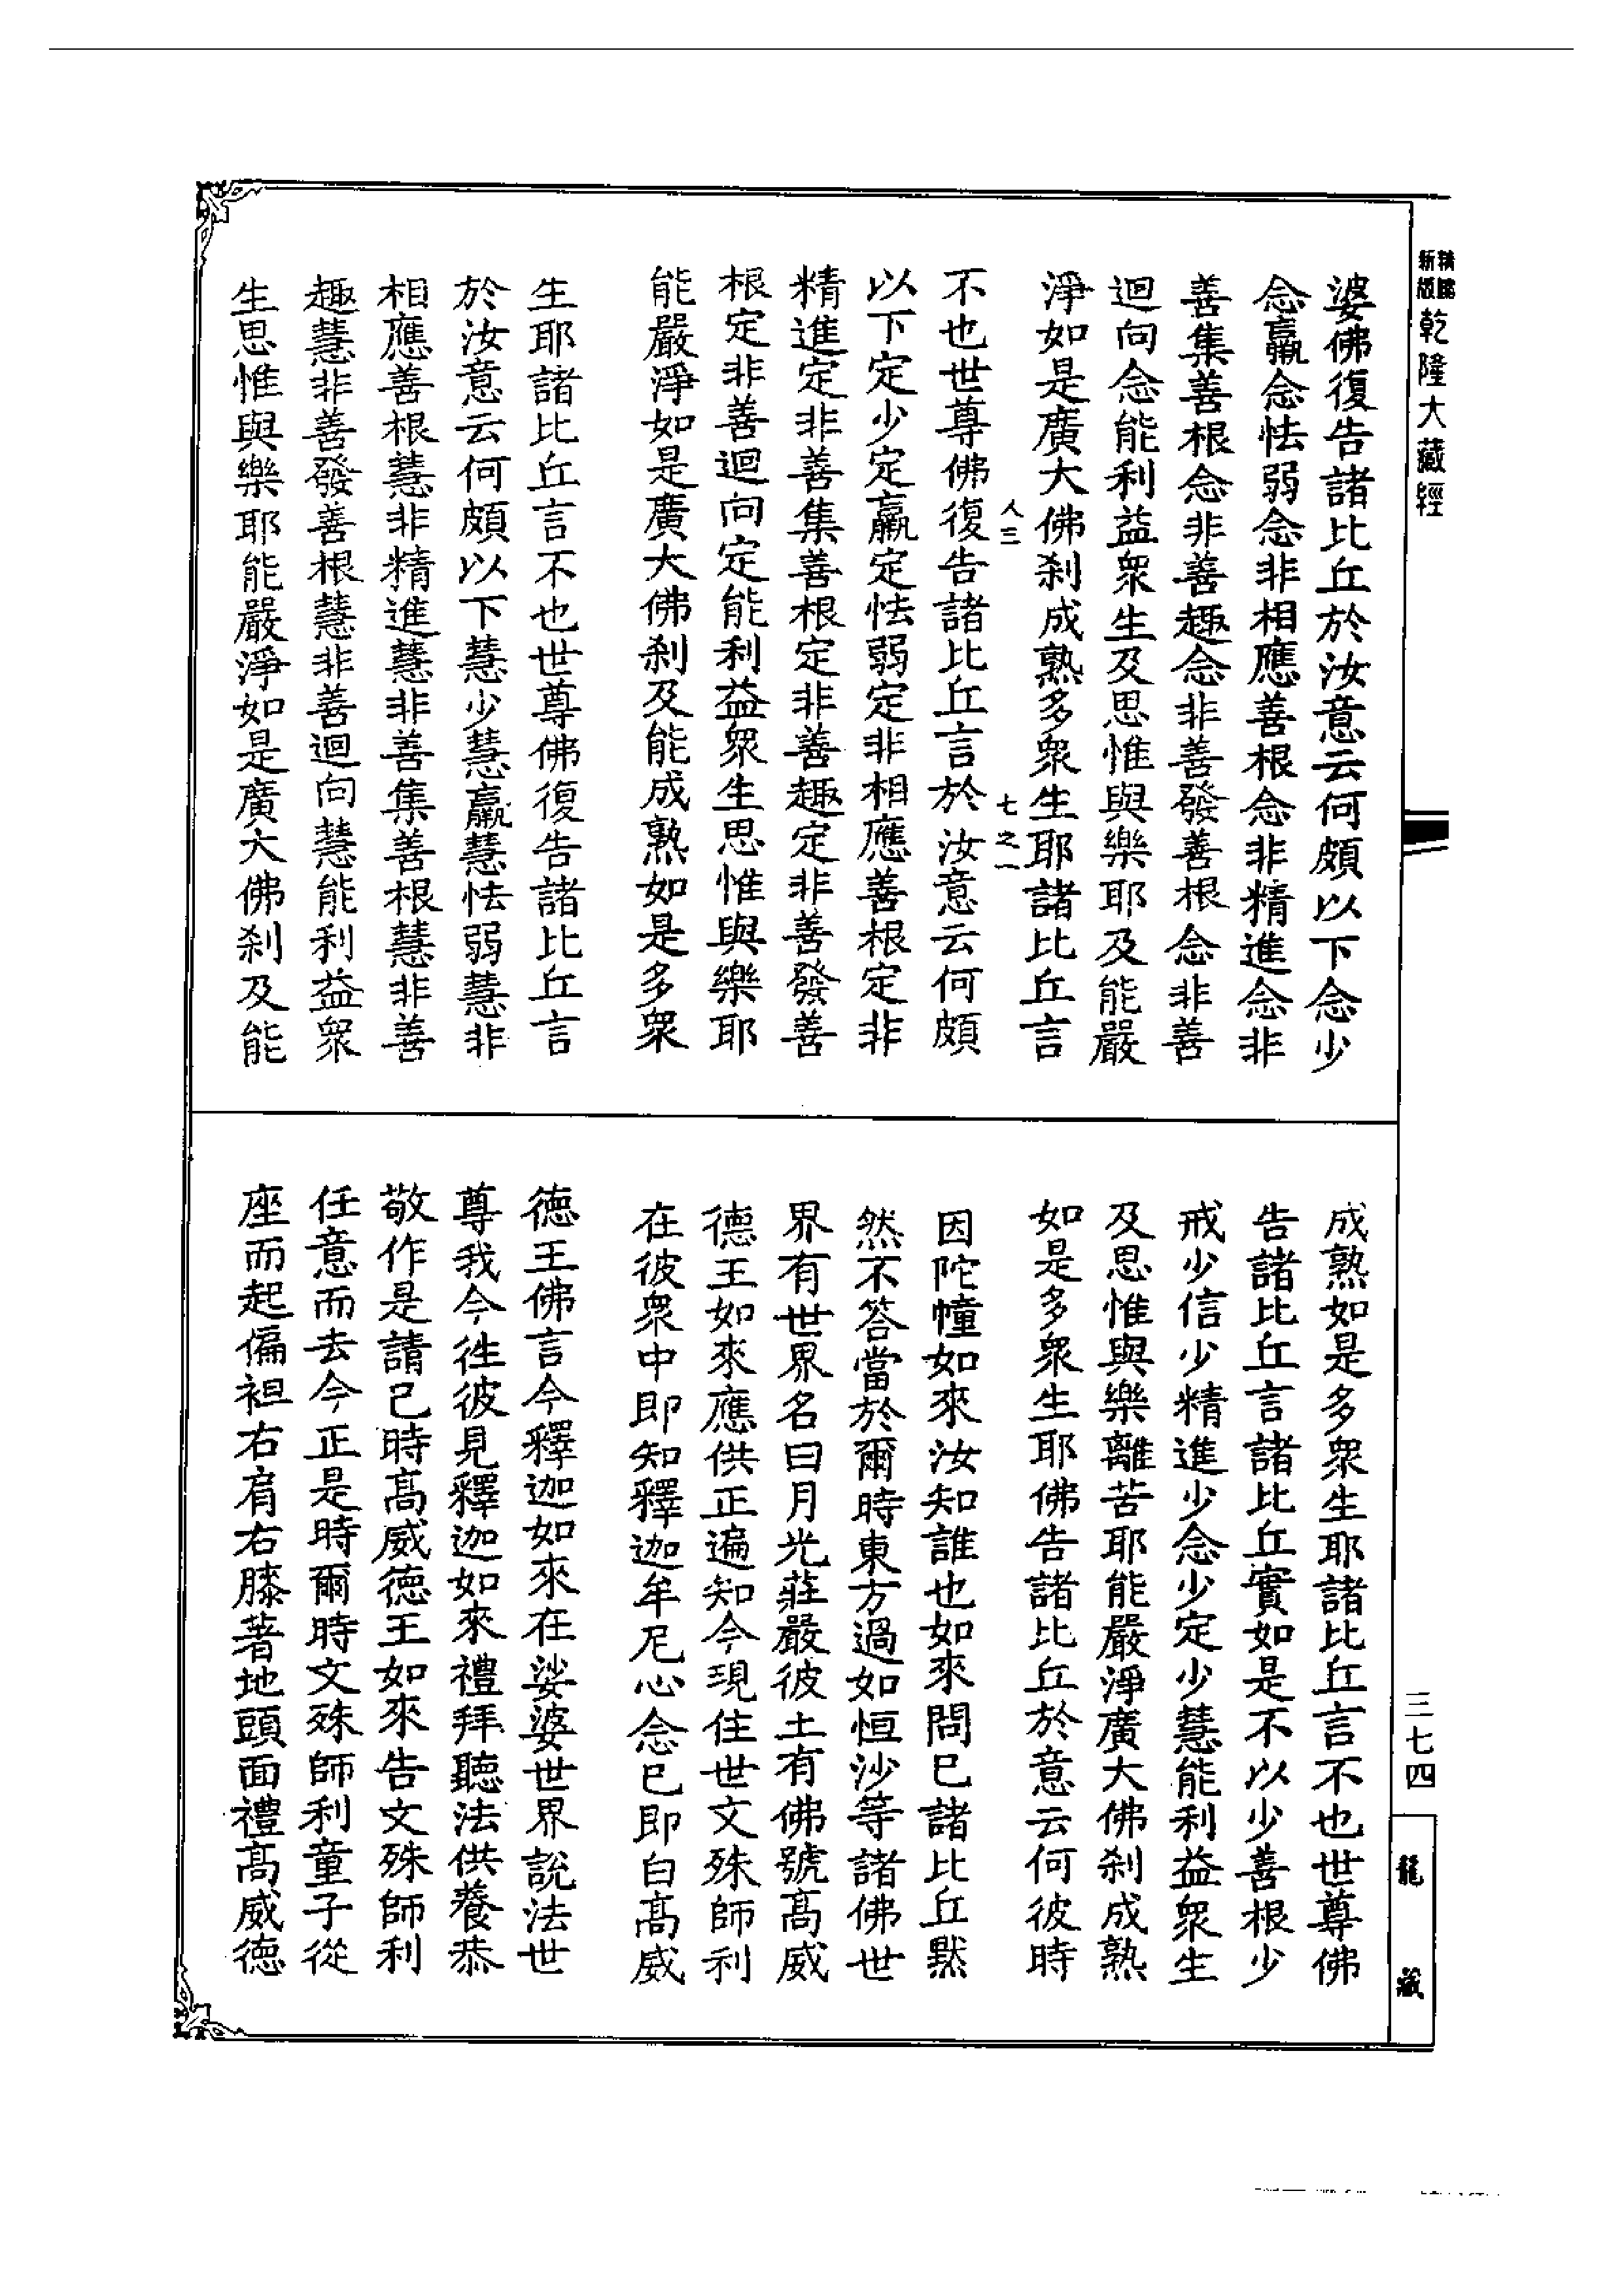 新版
精縮
乾隆大藏經
婆佛復告諸比丘於汝意云何頗以下念少
念羸念怯弱念非相應善根念非精進念非
善集善根念非善趣念非善發善根念非善
迴向念能利益衆生及思惟與樂耶及能嚴
淨如是廣大佛刹成熟多衆生耶諸比丘言
人三
七之一
不也世尊佛復告諸比丘言於汝意云何頗
以下定少定羸定怯弱定非相應善根定非
精進定非善集善根定非善趣定非善發善
根定非善迴向定能利益衆生思惟與樂耶
能嚴淨如是廣大佛刹及能成熟如是多衆
生耶諸比丘言不也世尊佛復告諸比丘言
於汝意云何頗以下慧少慧羸慧怯弱慧非
相應善根慧非精進慧非善集善根慧非善
趣慧非善發善根慧非善迴向慧能利益衆
生思惟與樂耶能嚴淨如是廣大佛刹及能
成熟如是多衆生耶諸比丘言不也世尊佛
告諸比丘言諸比丘實如是不以少善根少
戒少信少精進少念少定少慧能利益衆生
及思惟與樂離苦耶能嚴淨廣大佛刹成熟
如是多衆生耶佛告諸比丘於意云何彼時
因陀幢如來汝知誰也如來問已諸比丘默
然不答當於爾時東方過如恒沙等諸佛世
界有世界名曰月光莊嚴彼土有佛號高威
德王如來應供正遍知今現住世文殊師利
在彼衆中即知釋迦牟尼心念已即白高威
德王佛言今釋迦如來在娑婆世界說法世
尊我今往彼見釋迦如來禮拜聽法供養恭
敬作是請已時高威德王如來告文殊師利
任意而去今正是時爾時文殊師利童子從
座而起偏袒右肩右膝著地頭面禮高威德
三七四
龍藏